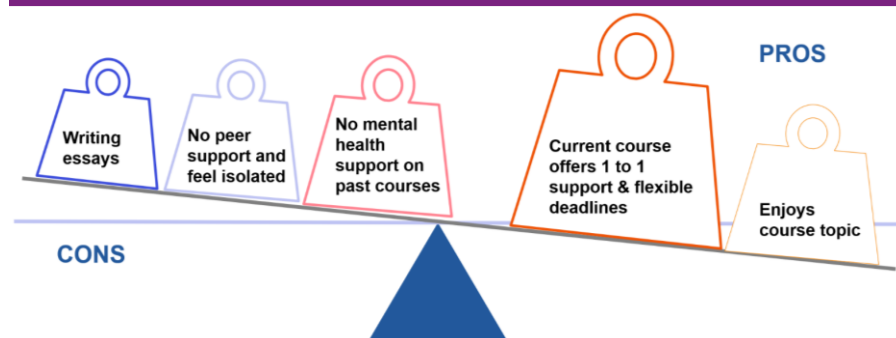 PROS
Writing
essays
No peer
support and
feel isolated
No mental
health
support on
past courses
Current course
offers 1 to 1
support & flexible
deadlines
Enjoys
course topic
CONS